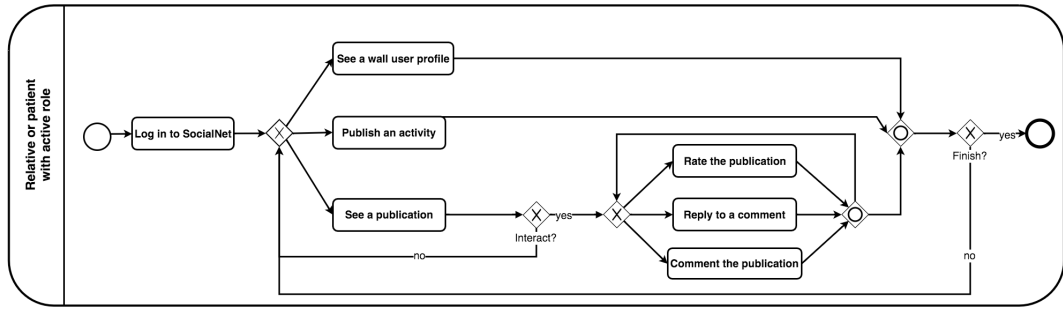 Relative or patient
with active role
Log in to SocialNet
X
See a wall user profile
Publish an activity
See a publication
X
Interact?
yes
no
X
Rate the publication
Reply to a comment
Comment the publication
X
Finish?
yes
no